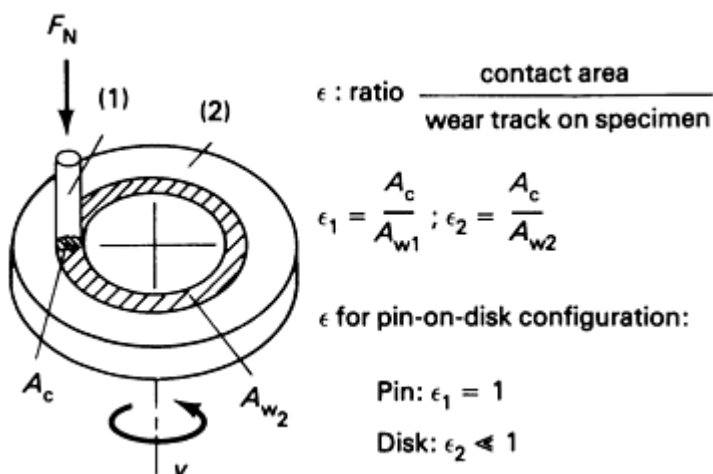 F_N
(1)
(2)
ϵ : ratio contact area / wear track on specimen
ϵ_1 = A_c / A_w1 ; ϵ_2 = A_c / A_w2
ϵ for pin-on-disk configuration:
A_c
A_w_2
Pin: ϵ_1 = 1
Disk: ϵ_2 ≪ 1